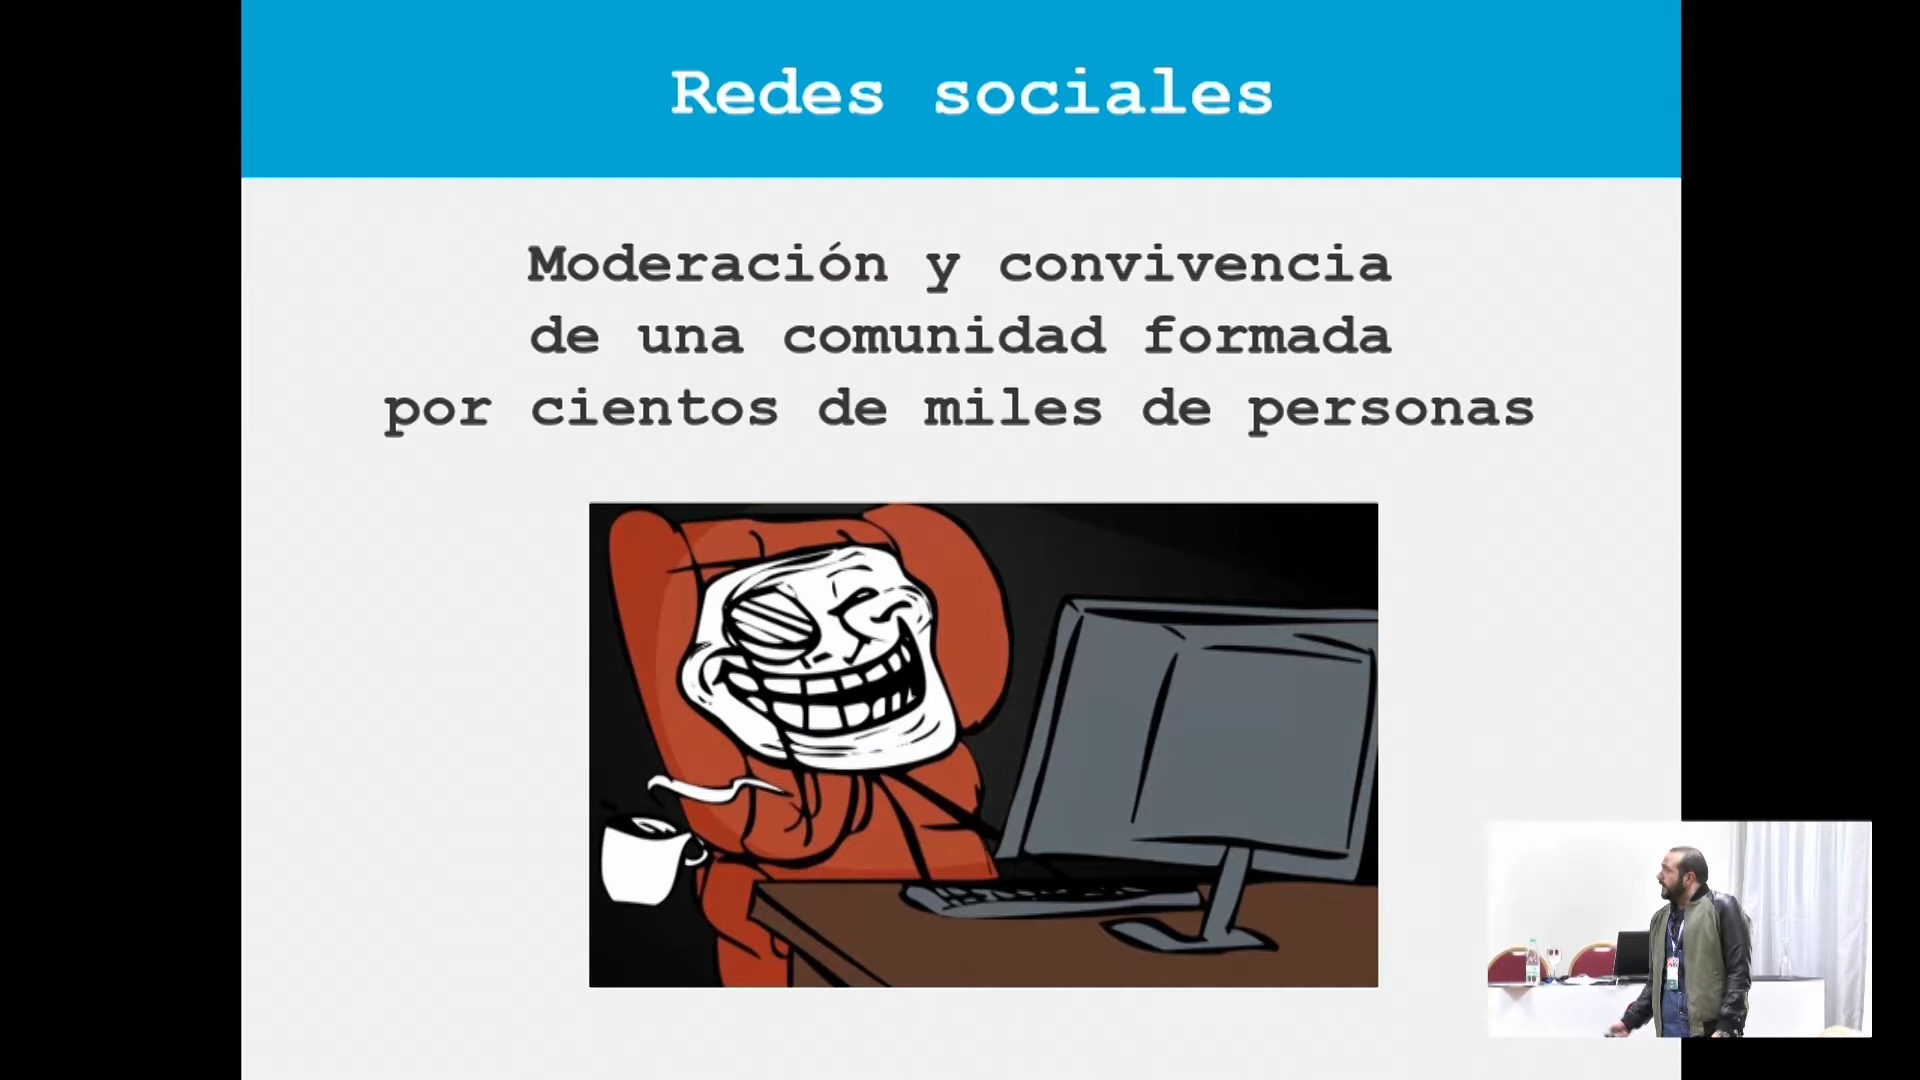 Redes sociales
Moderación y convivencia
de una comunidad formada
por cientos de miles de personas